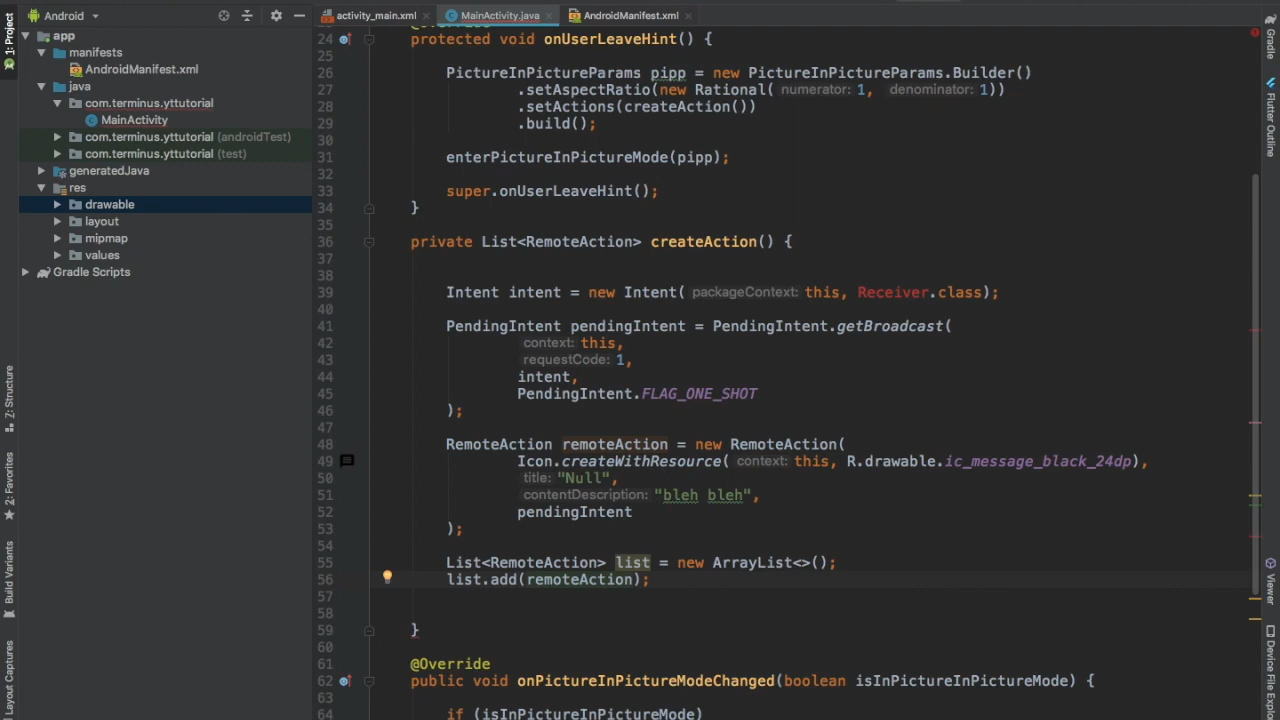 Android
activity_main.xml
MainActivity.java
AndroidManifest.xml
1: Project
app
manifests
AndroidManifest.xml
java
com.terminus.yttutorial
MainActivity
com.terminus.yttutorial (androidTest)
com.terminus.yttutorial (test)
generatedJava
res
drawable
layout
mipmap
values
Gradle Scripts
Z: Structure
2: Favorites
Build Variants
Layout Captures
24 protected void onUserLeaveHint() {
25
26 PictureInPictureParams pipp = new PictureInPictureParams.Builder()
27 .setAspectRatio(new Rational( numerator: 1, denominator: 1))
28 .setActions(createAction())
29 .build();
30
31 enterPictureInPictureMode(pipp);
32
33 super.onUserLeaveHint();
34 }
35
36 private List<RemoteAction> createAction() {
37
38
39 Intent intent = new Intent( packageContext: this, Receiver.class);
40
41 PendingIntent pendingIntent = PendingIntent.getBroadcast(
42 context: this,
43 requestCode: 1,
44 intent,
45 PendingIntent.FLAG_ONE_SHOT
46 );
47
48 RemoteAction remoteAction = new RemoteAction(
49 Icon.createWithResource( context: this, R.drawable.ic_message_black_24dp),
50 title: "Null",
51 contentDescription: "bleh bleh",
52 pendingIntent
53 );
54
55 List<RemoteAction> list = new ArrayList<>();
56 list.add(remoteAction);
57
58
59 }
60
61 @Override
62 public void onPictureInPictureModeChanged(boolean isInPictureInPictureMode) {
63
64 if (isInPictureInPictureMode)
Gradle
Flutter Outline
Viewer